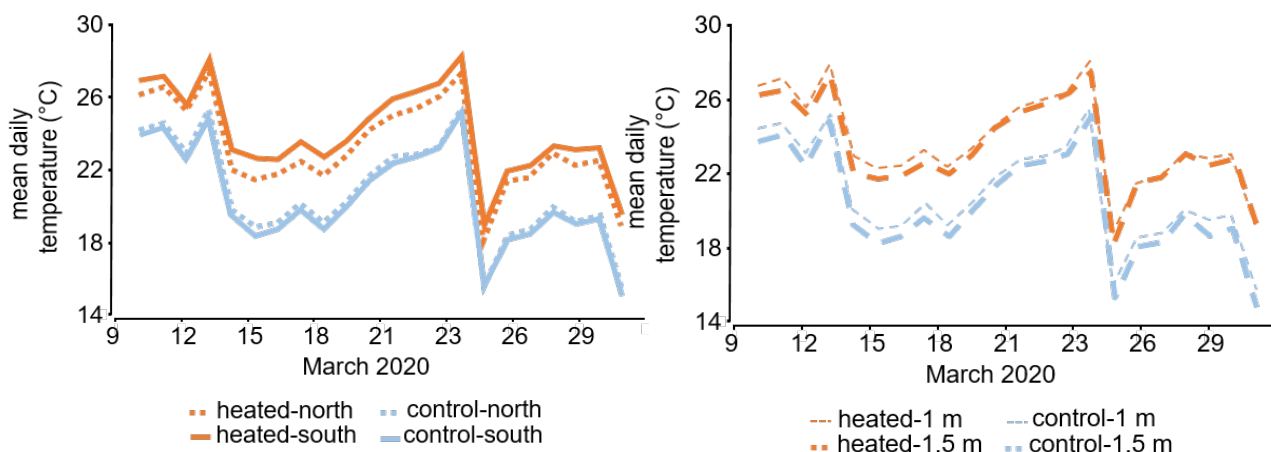 30
26
22
18
14
mean daily
temperature (°C)
9
12
15
18
21
23
26
29
March 2020
heated-north
control-north
heated-south
control-south
30
26
22
18
14
mean daily
temperature (°C)
9
12
15
18
21
23
26
29
March 2020
heated-1 m
control-1 m
heated-1.5 m
control-1.5 m